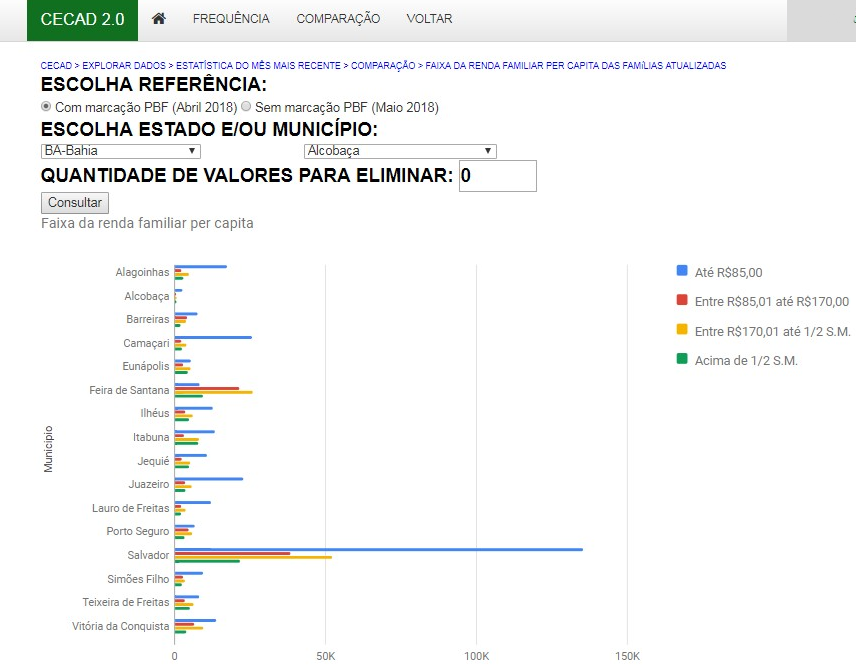 CECAD 2.0 FREQUÊNCIA COMPARAÇÃO VOLTAR
CECAD > EXPLORAR DADOS > ESTATÍSTICA DO MÊS MAIS RECENTE > COMPARAÇÃO > FAIXA DA RENDA FAMILIAR PER CAPITA DAS FAMíLIAS ATUALIZADAS
ESCOLHA REFERÊNCIA:
Com marcação PBF (Abril 2018) Sem marcação PBF (Maio 2018)
ESCOLHA ESTADO E/OU MUNICÍPIO:
BA-Bahia Alcobaça
QUANTIDADE DE VALORES PARA ELIMINAR: 0
Consultar
Faixa da renda familiar per capita
Até R$85,00
Entre R$85,01 até R$170,00
Entre R$170,01 até 1/2 S.M.
Acima de 1/2 S.M.
Município
Alagoinhas
Alcobaça
Barreiras
Camaçari
Eunápolis
Feira de Santana
Ilhéus
Itabuna
Jequié
Juazeiro
Lauro de Freitas
Porto Seguro
Salvador
Simões Filho
Teixeira de Freitas
Vitória da Conquista
0 50K 100K 150K